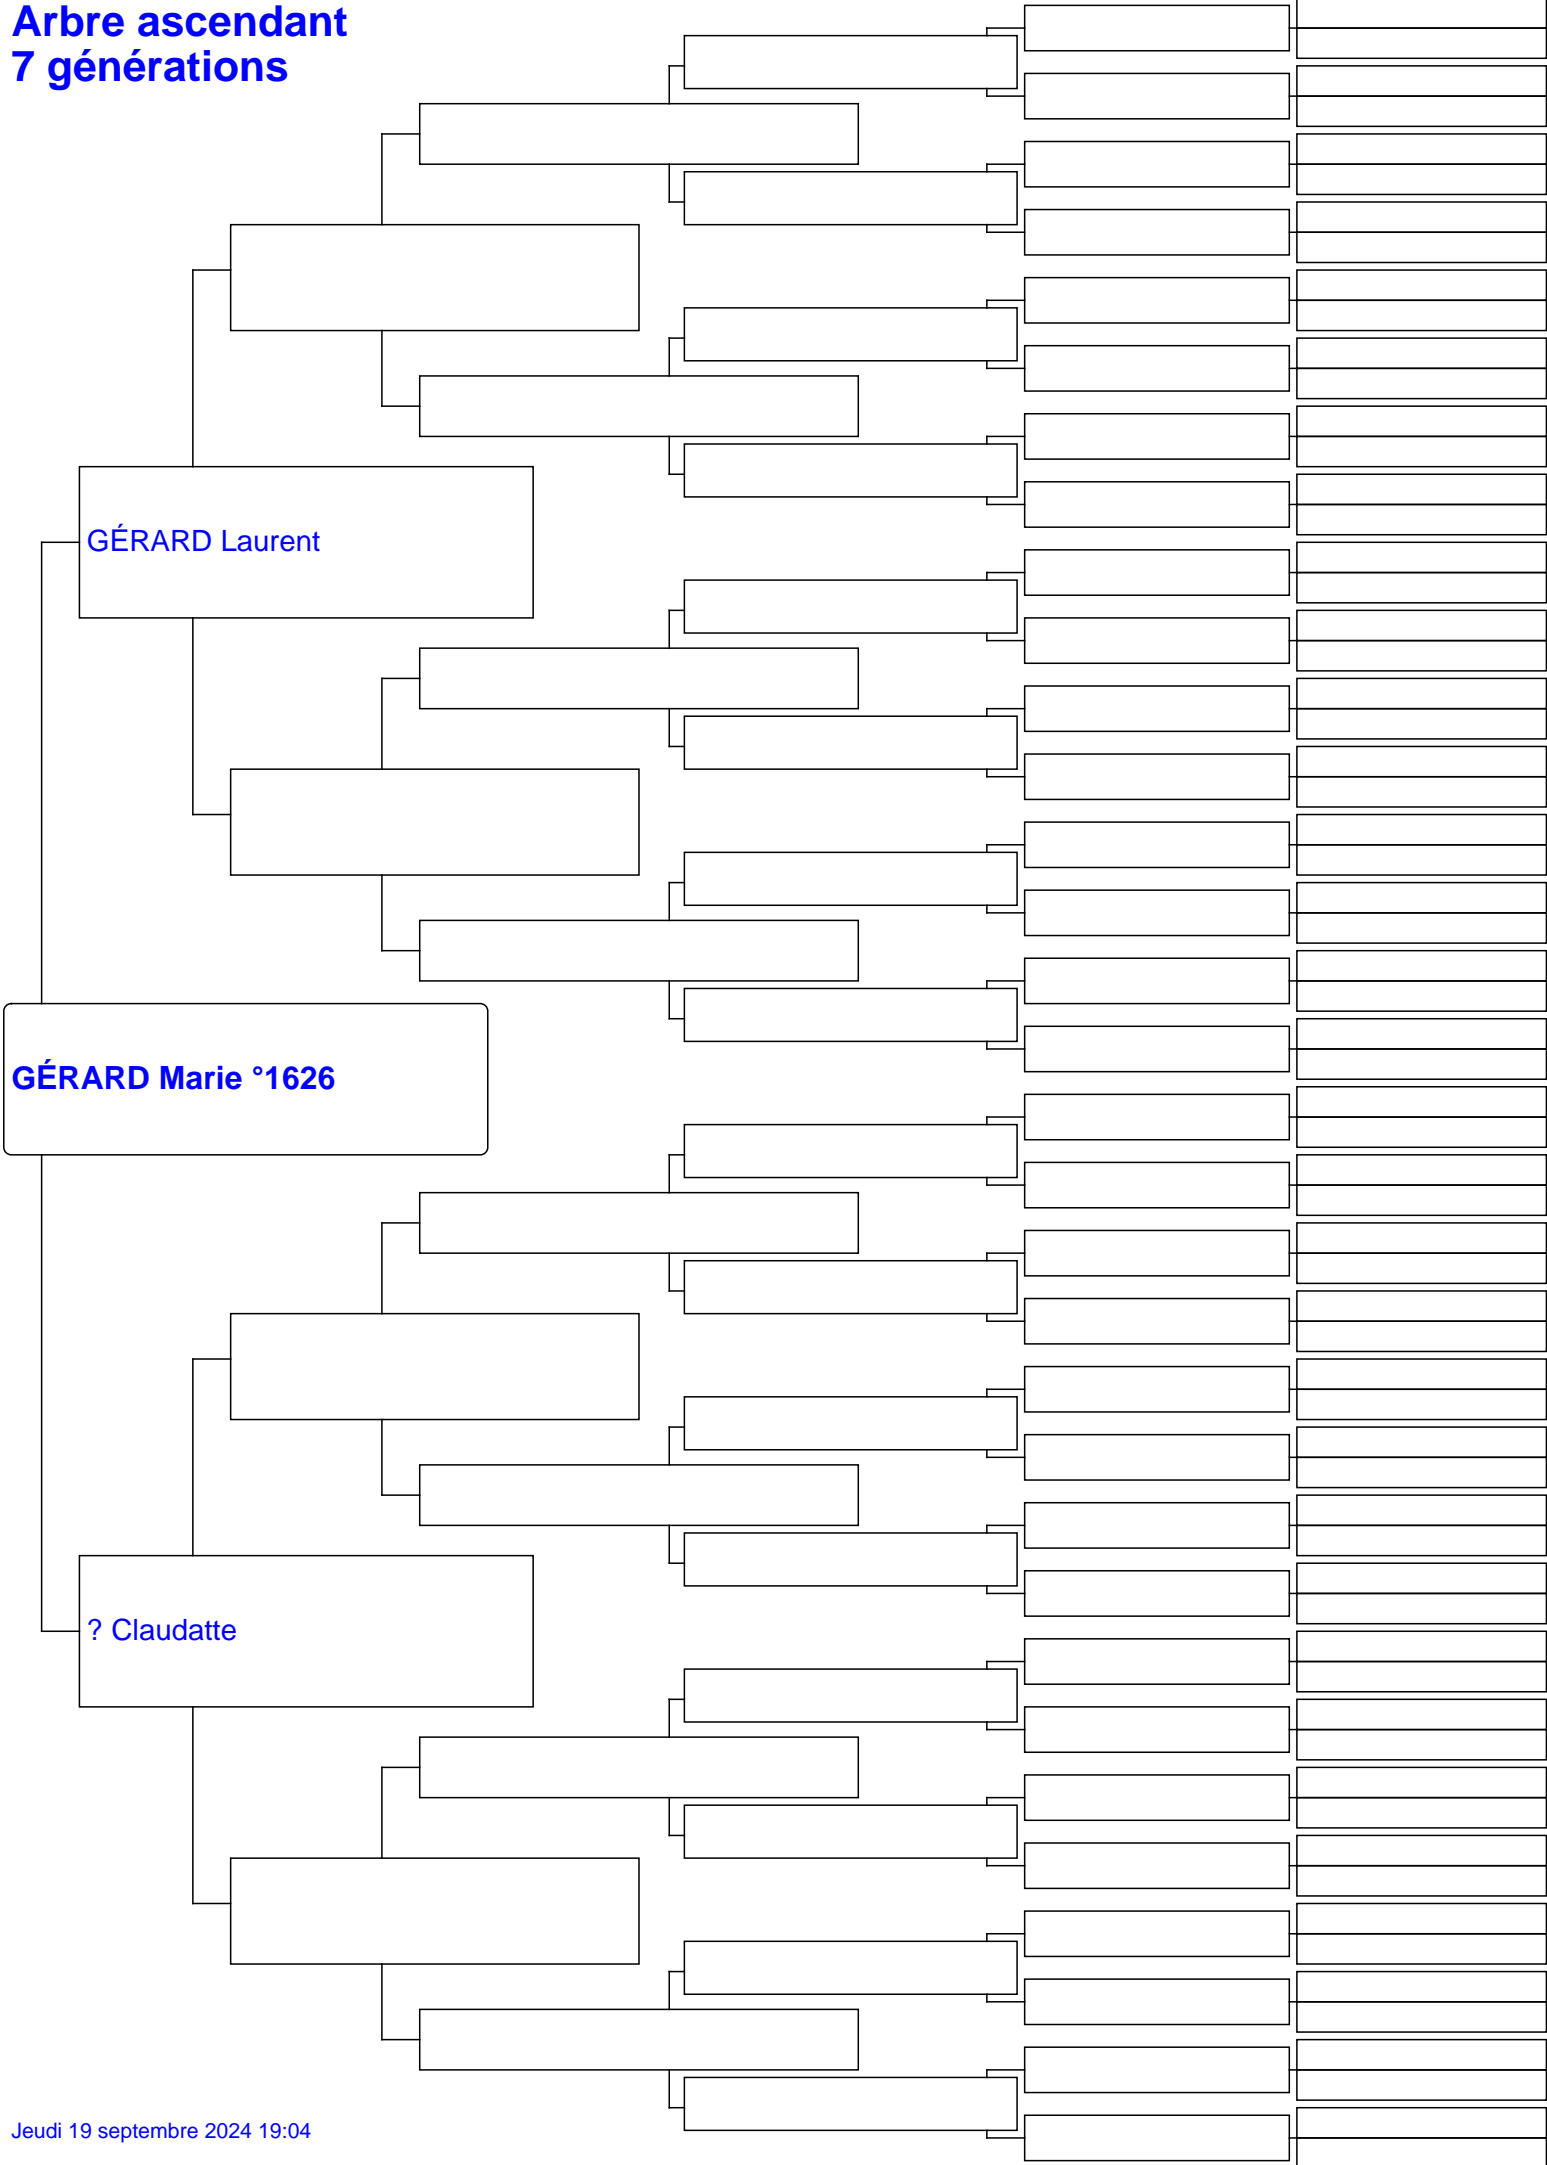 Arbre ascendant
7 générations
GÉRARD Laurent
GÉRARD Marie °1626
? Claudatte
Jeudi 19 septembre 2024 19:04